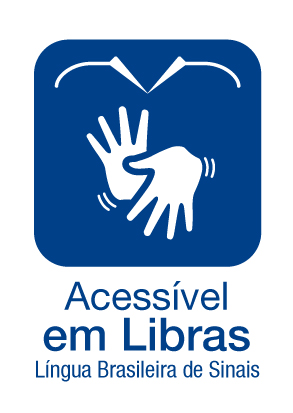 Acessível
em Libras
Língua Brasileira de Sinais